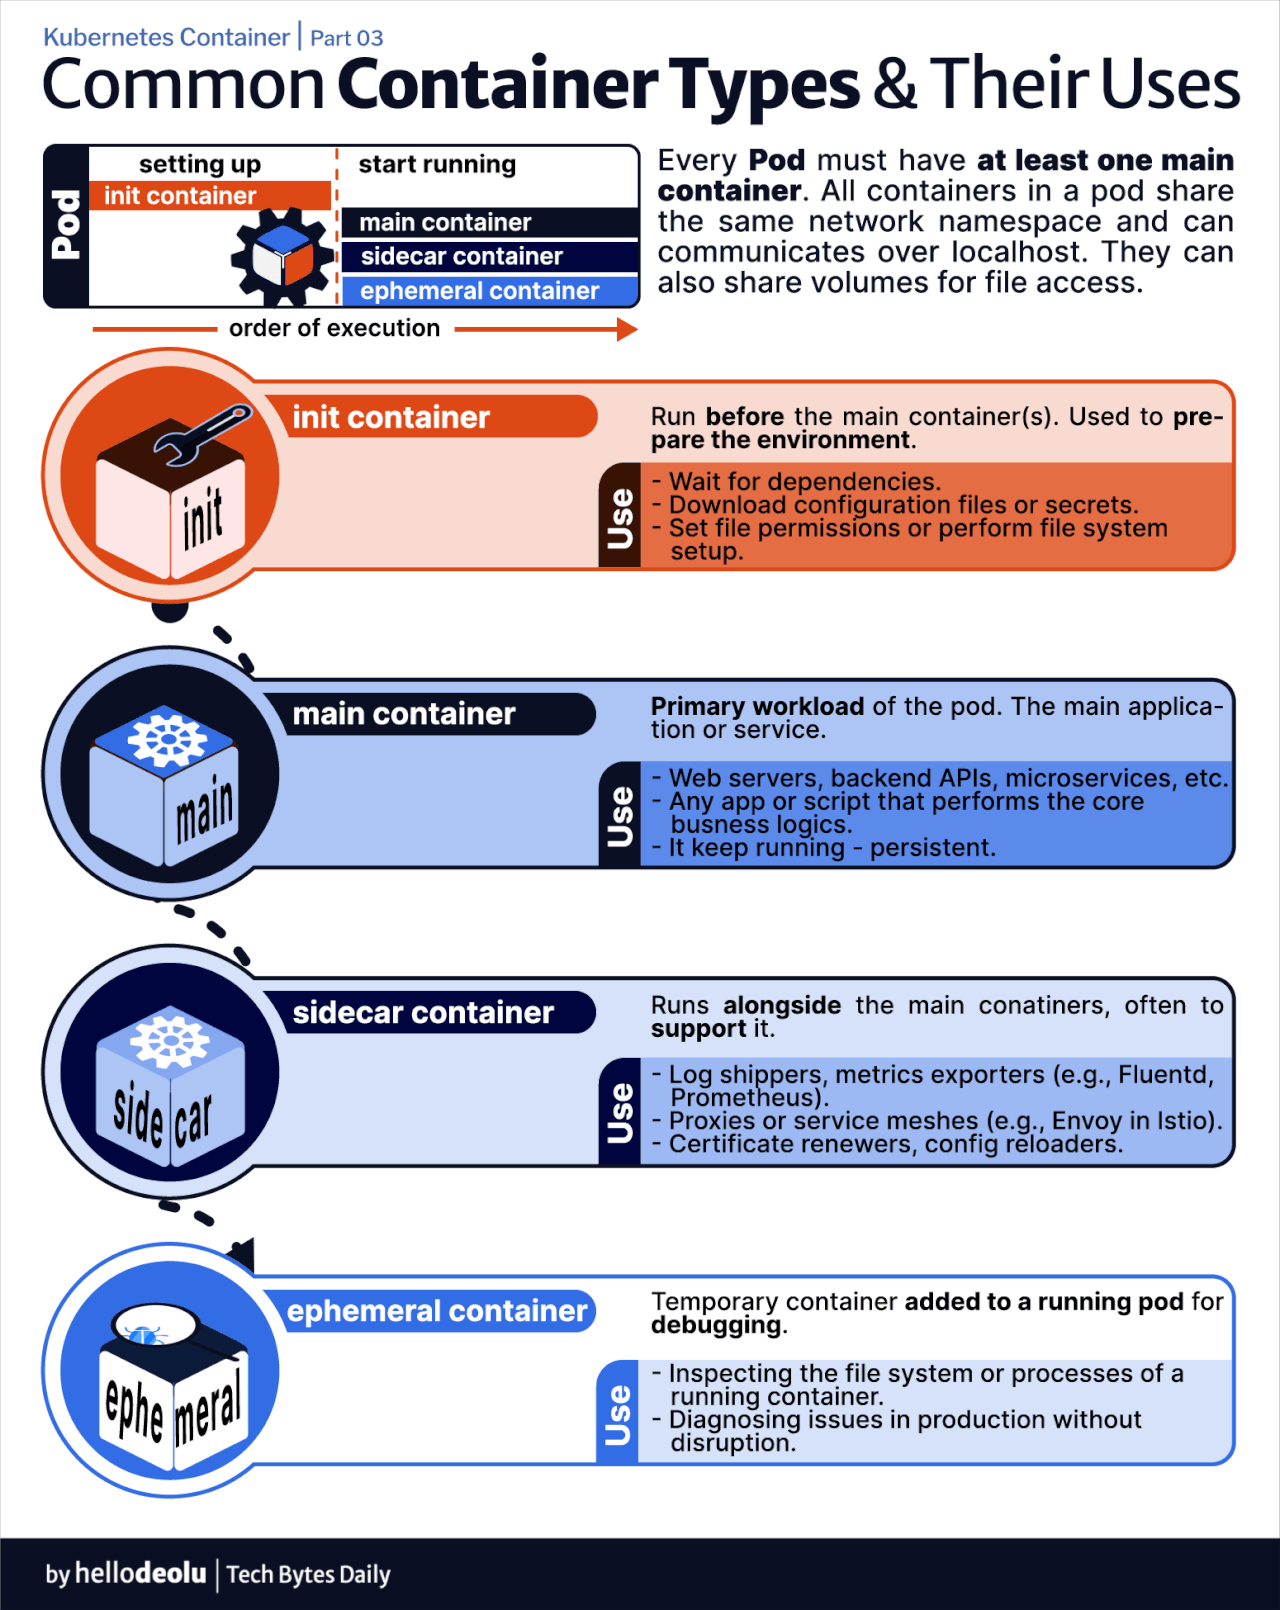 Kubernetes Container | Part 03
Common Container Types & Their Uses
Pod
setting up
start running
init container
main container
sidecar container
ephemeral container
order of execution
Every Pod must have at least one main
container. All containers in a pod share
the same network namespace and can
communicates over localhost. They can
also share volumes for file access.
init
init container
Run before the main container(s). Used to pre-
pare the environment.
Use
- Wait for dependencies.
- Download configuration files or secrets.
- Set file permissions or perform file system
setup.
main
main container
Primary workload of the pod. The main applica-
tion or service.
Use
- Web servers, backend APIs, microservices, etc.
- Any app or script that performs the core
busness logics.
- It keep running - persistent.
side car
sidecar container
Runs alongside the main conatiners, often to
support it.
Use
- Log shippers, metrics exporters (e.g., Fluentd,
Prometheus).
- Proxies or service meshes (e.g., Envoy in Istio).
- Certificate renewers, config reloaders.
ephe meral
ephemeral container
Temporary container added to a running pod for
debugging.
Use
- Inspecting the file system or processes of a
running container.
- Diagnosing issues in production without
disruption.
by hellodeolu | Tech Bytes Daily